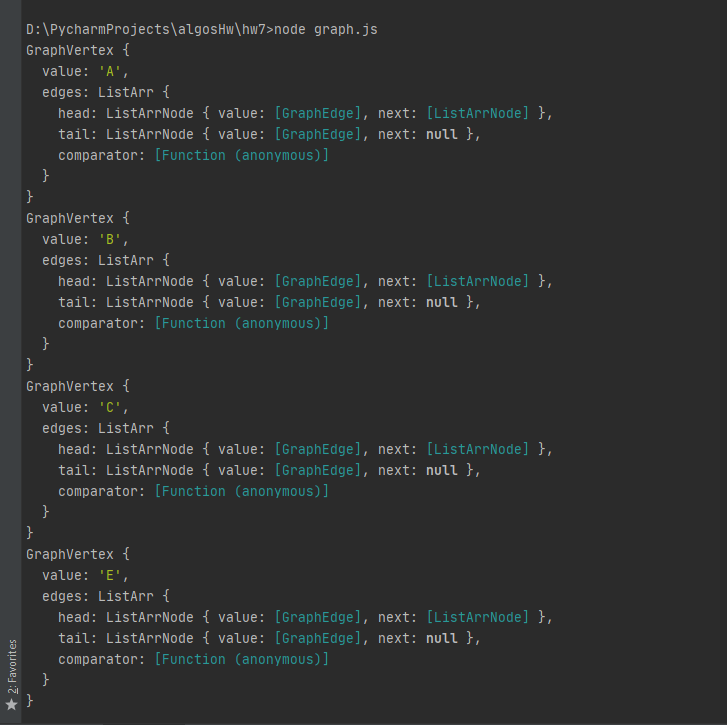 D:\PycharmProjects\algosHw\hw7>node graph.js
GraphVertex {
  value: 'A',
  edges: ListArr {
    head: ListArrNode { value: [GraphEdge], next: [ListArrNode] },
    tail: ListArrNode { value: [GraphEdge], next: null },
    comparator: [Function (anonymous)]
  }
}
GraphVertex {
  value: 'B',
  edges: ListArr {
    head: ListArrNode { value: [GraphEdge], next: [ListArrNode] },
    tail: ListArrNode { value: [GraphEdge], next: null },
    comparator: [Function (anonymous)]
  }
}
GraphVertex {
  value: 'C',
  edges: ListArr {
    head: ListArrNode { value: [GraphEdge], next: [ListArrNode] },
    tail: ListArrNode { value: [GraphEdge], next: null },
    comparator: [Function (anonymous)]
  }
}
GraphVertex {
  value: 'E',
  edges: ListArr {
    head: ListArrNode { value: [GraphEdge], next: [ListArrNode] },
    tail: ListArrNode { value: [GraphEdge], next: null },
    comparator: [Function (anonymous)]
  }
}
2: Favorites